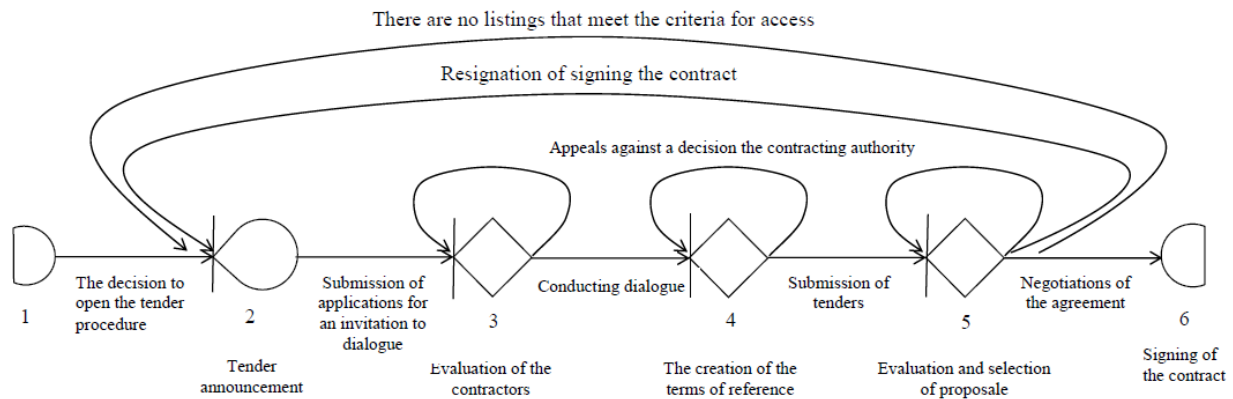 There are no listings that meet the criteria for access
Resignation of signing the contract
Appeals against a decision the contracting authority
The decision to
open the tender
procedure
Submission of
applications for
an invitation to
dialogue
Conducting dialogue
Submission of
tenders
Negotiations of
the agreement
1
2
3
4
5
6
Tender
announcement
Evaluation of the
contractors
The creation of the
terms of reference
Evaluation and selection
of proposale
Signing of
the contract